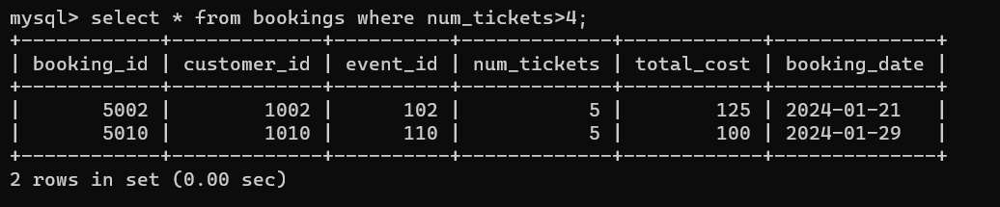 mysql> select * from bookings where num_tickets>4;
+------------+-------------+----------+-------------+------------+--------------+
| booking_id | customer_id | event_id | num_tickets | total_cost | booking_date |
+------------+-------------+----------+-------------+------------+--------------+
|       5002 |        1002 |      102 |           5 |        125 | 2024-01-21   |
|       5010 |        1010 |      110 |           5 |        100 | 2024-01-29   |
+------------+-------------+----------+-------------+------------+--------------+
2 rows in set (0.00 sec)